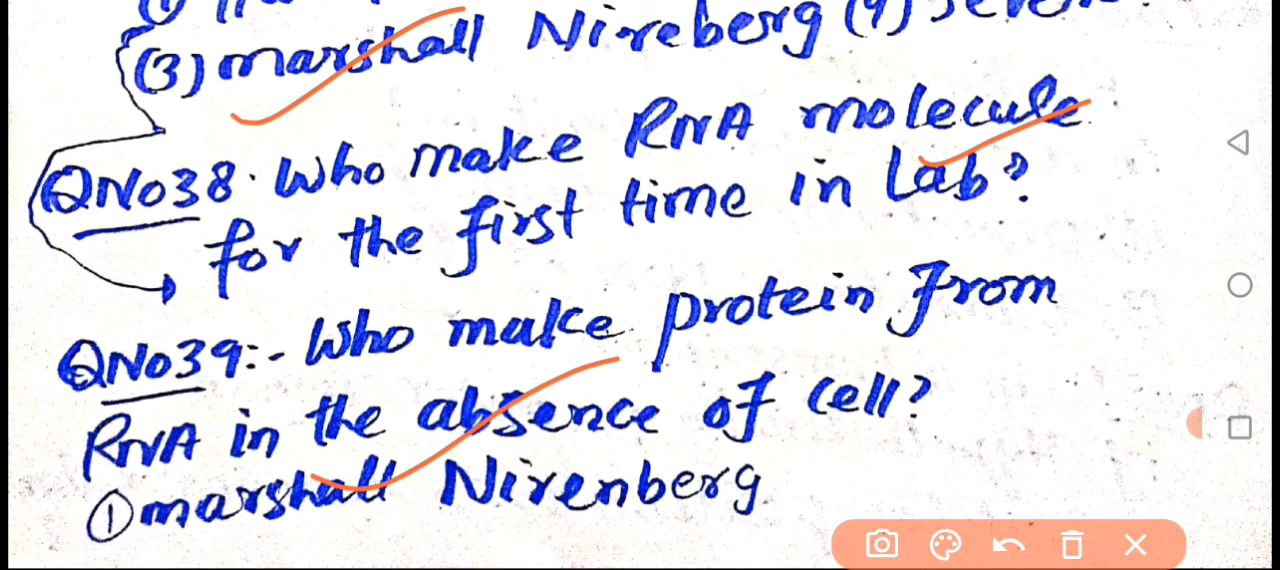 (3) marshall Nireberg (4)
QNo38. Who make RNA molecule
for the first time in Lab?
QNo39:- Who make protein from
RNA in the absence of cell?
① marshall Nirenberg